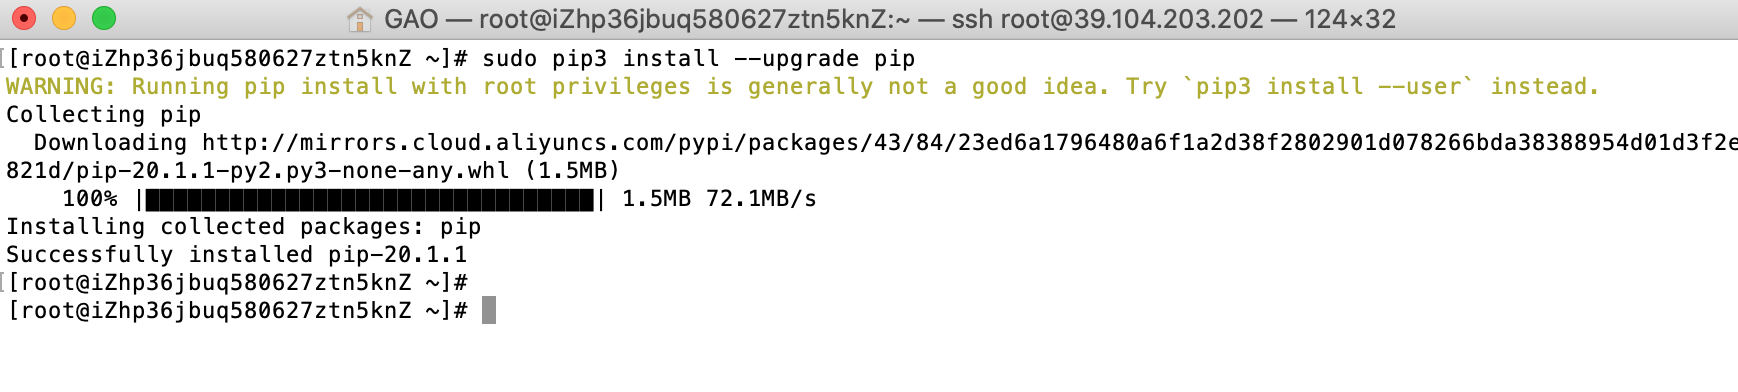 GAO — root@iZhp36jbuq580627ztn5knZ:~ — ssh root@39.104.203.202 — 124×32
[root@iZhp36jbuq580627ztn5knZ ~]# sudo pip3 install --upgrade pip
WARNING: Running pip install with root privileges is generally not a good idea. Try `pip3 install --user` instead.
Collecting pip
  Downloading http://mirrors.cloud.aliyuncs.com/pypi/packages/43/84/23ed6a1796480a6f1a2d38f2802901d078266bda38388954d01d3f2e
821d/pip-20.1.1-py2.py3-none-any.whl (1.5MB)
    100% |████████████████████████████████| 1.5MB 72.1MB/s
Installing collected packages: pip
Successfully installed pip-20.1.1
[root@iZhp36jbuq580627ztn5knZ ~]#
[root@iZhp36jbuq580627ztn5knZ ~]#